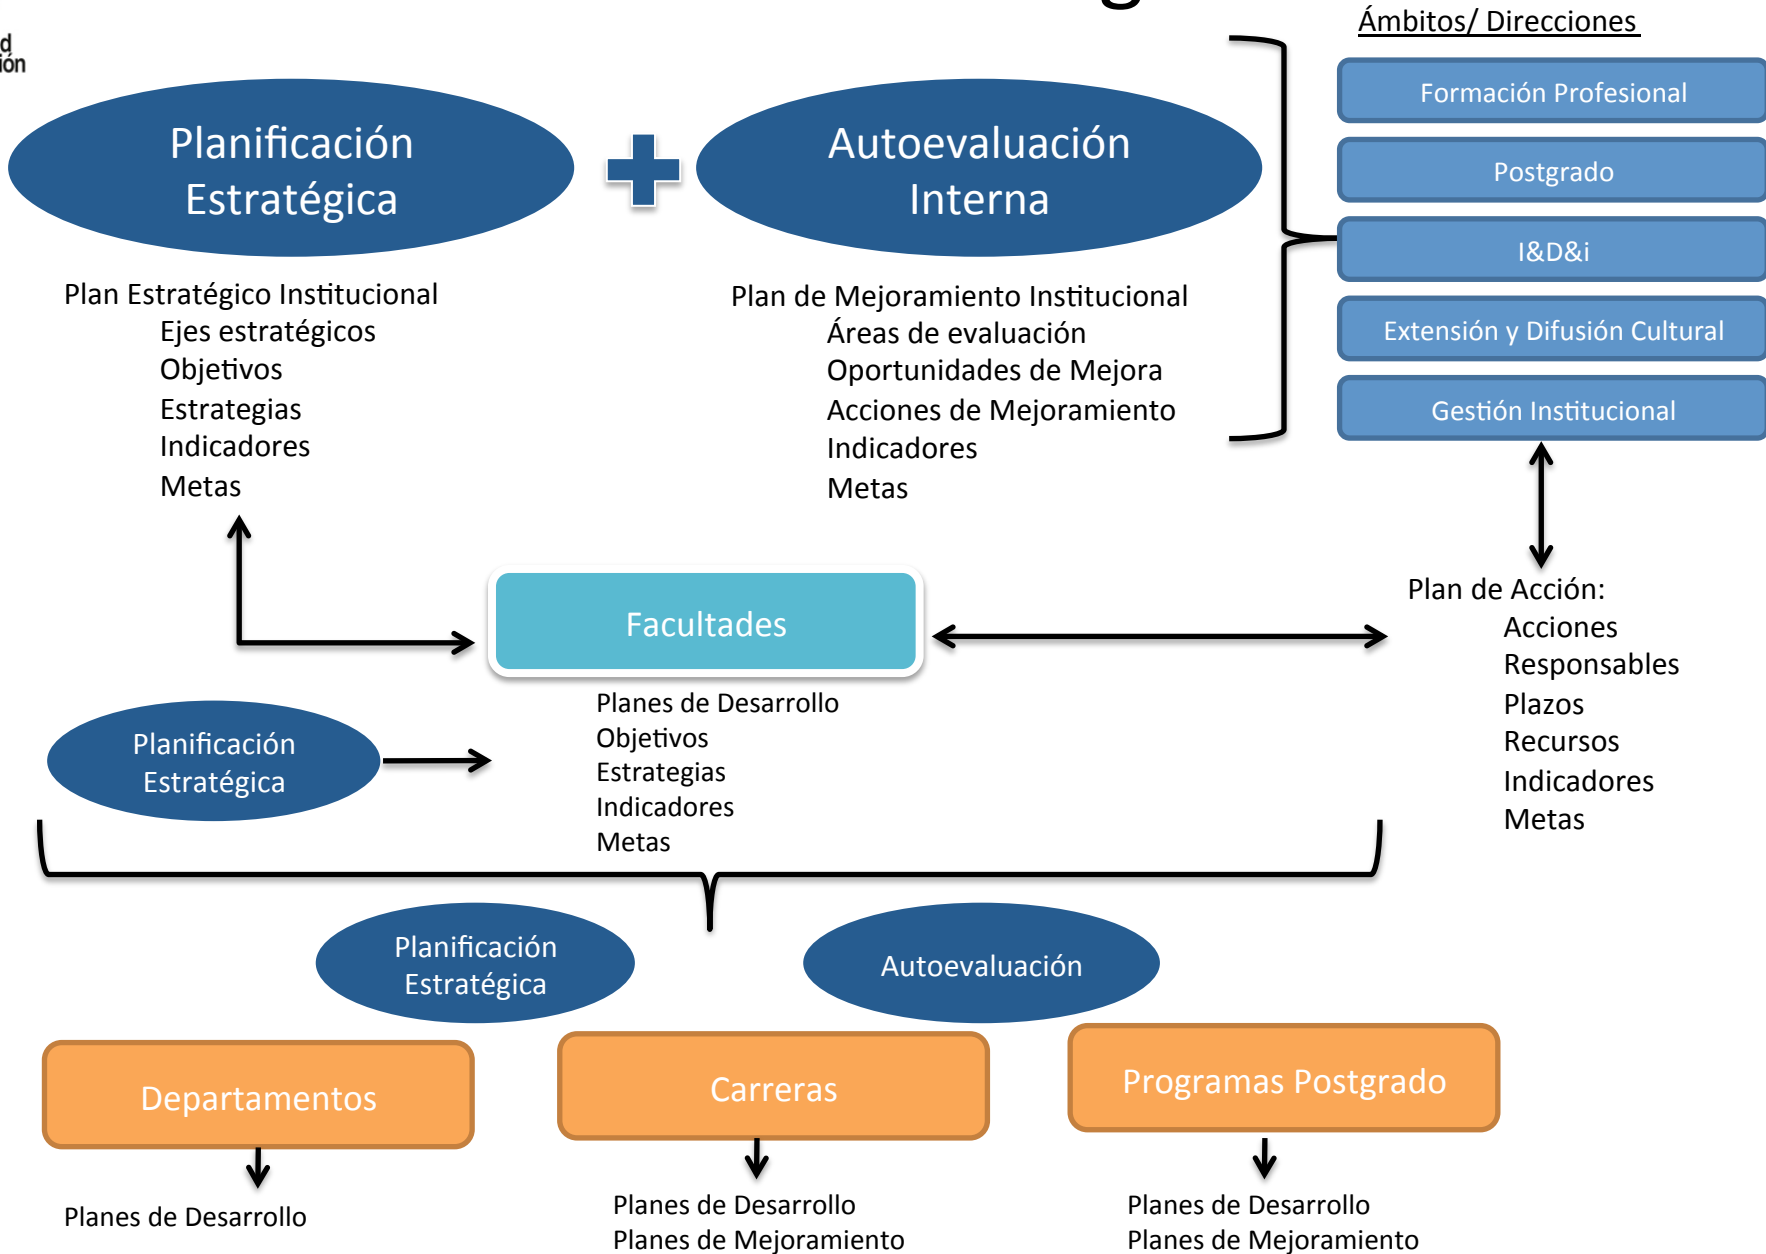 Ámbitos/ Direcciones
Planificación
Estratégica
Autoevaluación
Interna
Formación Profesional
Postgrado
I&D&i
Extensión y Difusión Cultural
Gestión Institucional
Plan Estratégico Institucional
Ejes estratégicos
Objetivos
Estrategias
Indicadores
Metas
Plan de Mejoramiento Institucional
Áreas de evaluación
Oportunidades de Mejora
Acciones de Mejoramiento
Indicadores
Metas
Facultades
Planes de Desarrollo
Objetivos
Estrategias
Indicadores
Metas
Plan de Acción:
Acciones
Responsables
Plazos
Recursos
Indicadores
Metas
Planificación
Estratégica
Planificación
Estratégica
Autoevaluación
Departamentos
Carreras
Programas Postgrado
Planes de Desarrollo
Planes de Desarrollo
Planes de Mejoramiento
Planes de Desarrollo
Planes de Mejoramiento